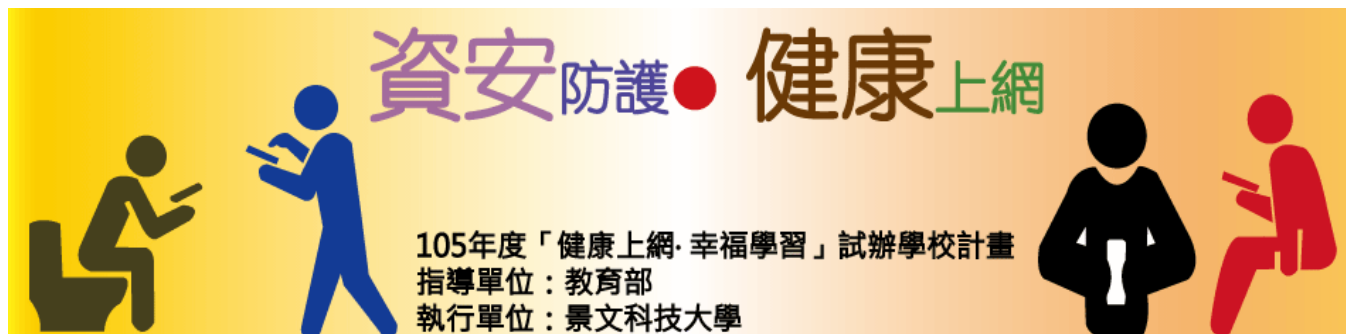 資安防護●健康上網
105年度「健康上網‧幸福學習」試辦學校計畫
指導單位：教育部
執行單位：景文科技大學